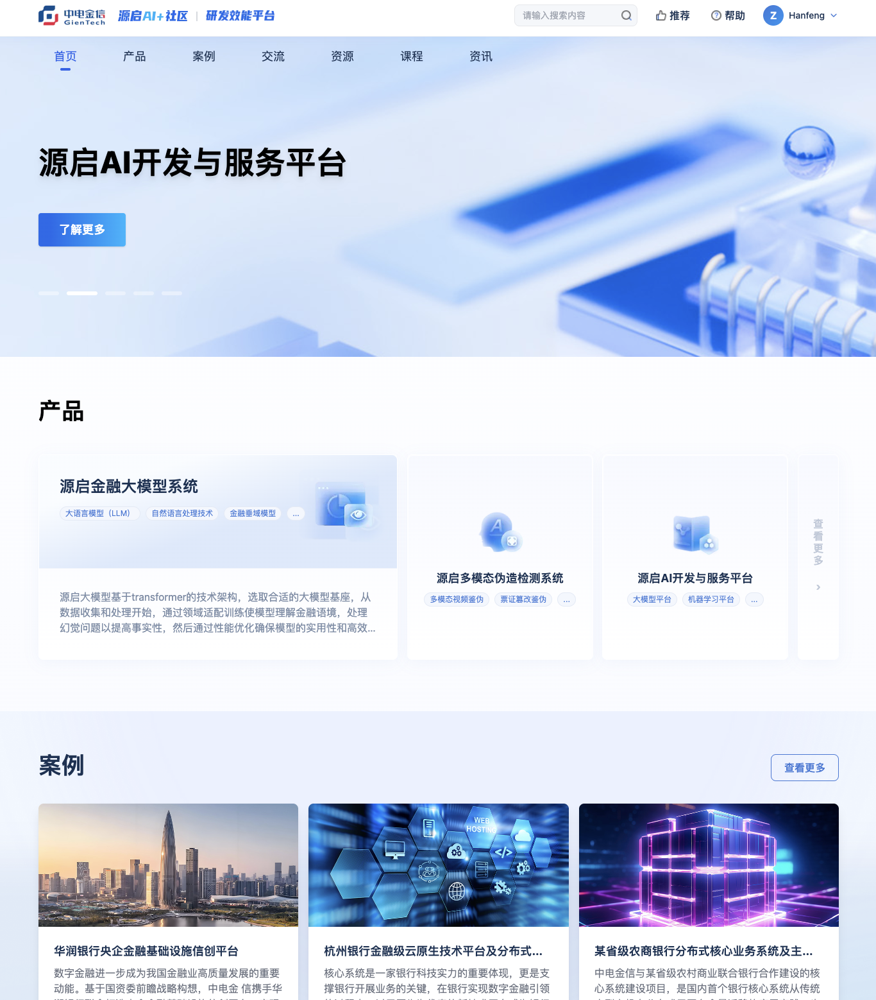 中电金信
GienTech
源启AI+社区 | 研发效能平台
请输入搜索内容
推荐
帮助
Z
Hanfeng
首页
产品
案例
交流
资源
课程
资讯
源启AI开发与服务平台
了解更多
产品
源启金融大模型系统
大语言模型（LLM）
自然语言处理技术
金融垂域模型
...
源启大模型基于transformer的技术架构，选取合适的大模型基座，从
数据收集和处理开始，通过领域适配训练使模型理解金融语境，处理
幻觉问题以提高事实性，然后通过性能优化确保模型的实用性和高效...
源启多模态伪造检测系统
多模态视频鉴伪
票证篡改鉴伪
...
源启AI开发与服务平台
大模型平台
机器学习平台
...
查看更多
案例
查看更多
WEB
HOSTING
华润银行央企金融基础设施信创平台
数字金融进一步成为我国金融业高质量发展的重要
动能。基于国资委前瞻战略构想，中电金 信携手华
杭州银行金融级云原生技术平台及分布式...
核心系统是一家银行科技实力的重要体现，更是支
撑银行开展业务的关键，在银行实现数字金融引领
某省级农商银行分布式核心业务系统及主...
中电金信与某省级农村商业联合银行合作建设的核
心系统建设项目，是国内首个银行核心系统从传统